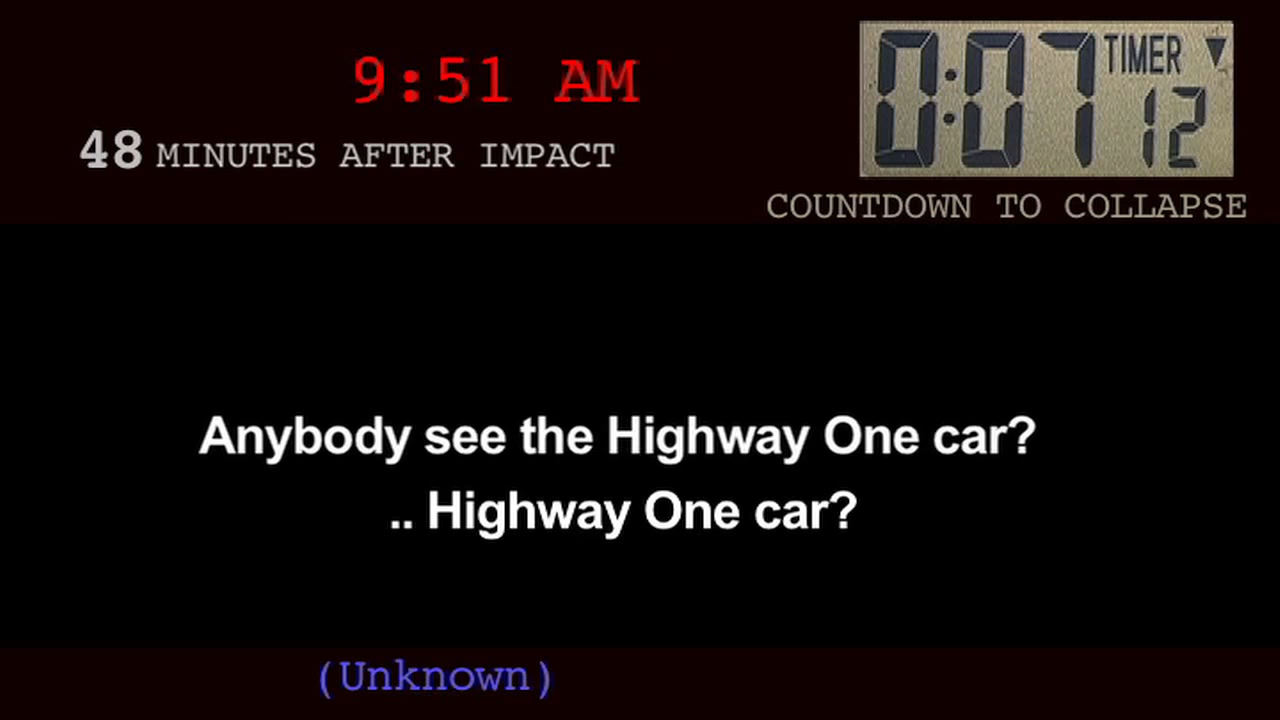 9:51 AM
48 MINUTES AFTER IMPACT
0:07 12 TIMER
COUNTDOWN TO COLLAPSE
Anybody see the Highway One car?
.. Highway One car?
(Unknown)